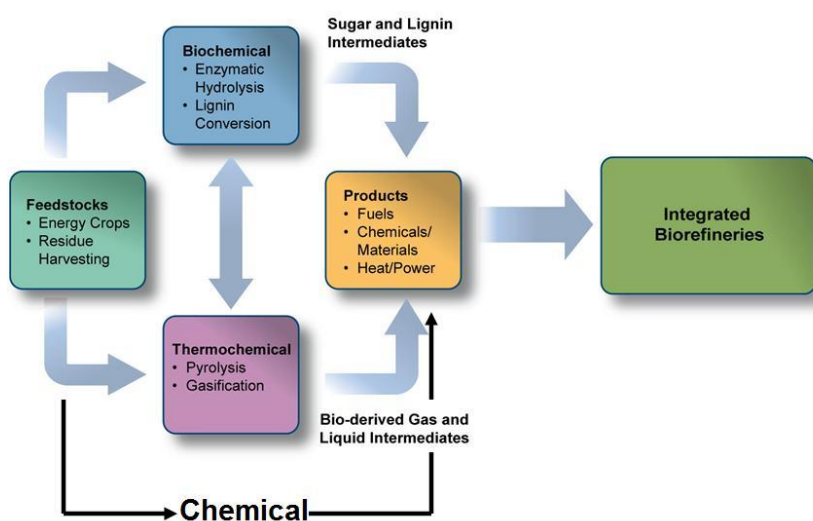 Sugar and Lignin
Intermediates
Biochemical
• Enzymatic
Hydrolysis
• Lignin
Conversion
Feedstocks
• Energy Crops
• Residue
Harvesting
Products
• Fuels
• Chemicals/
Materials
• Heat/Power
Integrated
Biorefineries
Thermochemical
• Pyrolysis
• Gasification
Bio-derived Gas and
Liquid Intermediates
Chemical